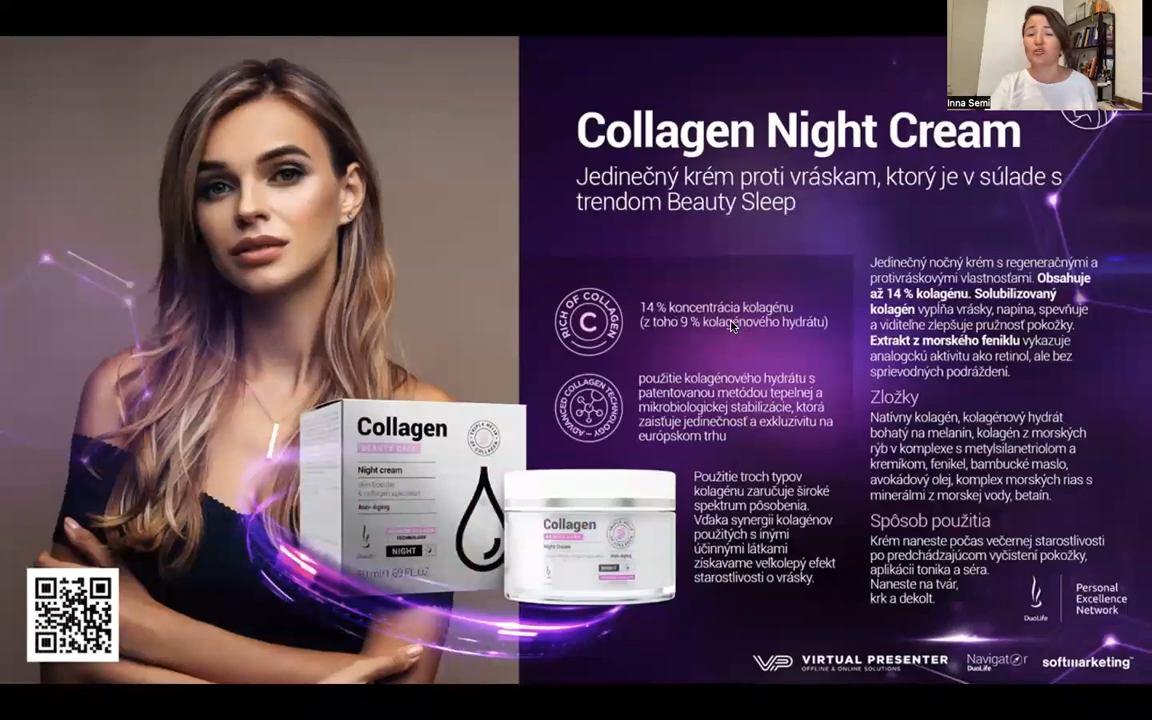 Inna Semi
Collagen Night Cream
Jedinečný krém proti vráskam, ktorý je v súlade s
trendom Beauty Sleep
RICH OF COLLAGEN
C
14 % koncentrácia kolagénu
(z toho 9 % kolagénového hydrátu)
ADVANCED COLLAGEN TECHNOLOGY
použitie kolagénového hydrátu s
patentovanou metódou tepelnej a
mikrobiologickej stabilizácie, ktorá
zaisťuje jedinečnosť a exkluzivitu na
európskom trhu
Použitie troch typov
kolagénu zaručuje široké
spektrum pôsobenia.
Vďaka synergii kolagénov
použitých s inými
účinnými látkami
získavame veľkolepý efekt
starostlivosti o vrásky.
Jedinečný nočný krém s regeneračnými a
protivráskovými vlastnosťami. Obsahuje
až 14 % kolagénu. Solubilizovaný
kolagén vypĺňa vrásky, napína, spevňuje
a viditeľne zlepšuje pružnosť pokožky.
Extrakt z morského feniklu vykazuje
analogckú aktivitu ako retinol, ale bez
sprievodných podráždení.
Zložky
Natívny kolagén, kolagénový hydrát
bohatý na melanín, kolagén z morských
rýb v komplexe s metylsilanetriolom a
kremíkom, fenikel, bambucké maslo,
avokádový olej, komplex morských rias s
minerálmi z morskej vody, betaín.
Spôsob použitia
Krém naneste počas večernej starostlivosti
po predchádzajúcom vyčistení pokožky,
aplikácii tonika a séra.
Naneste na tvár,
krk a dekolt.
Collagen
BEAUTY CARE
Night cream
Anti-aging
TECHNOLOGY
NIGHT
Collagen
Night Cream
NIGHT
DuoLife
Personal
Excellence
Network
VP VIRTUAL PRESENTER
OFFLINE & ONLINE SOLUTIONS
Navigator
DuoLife
softmarketing